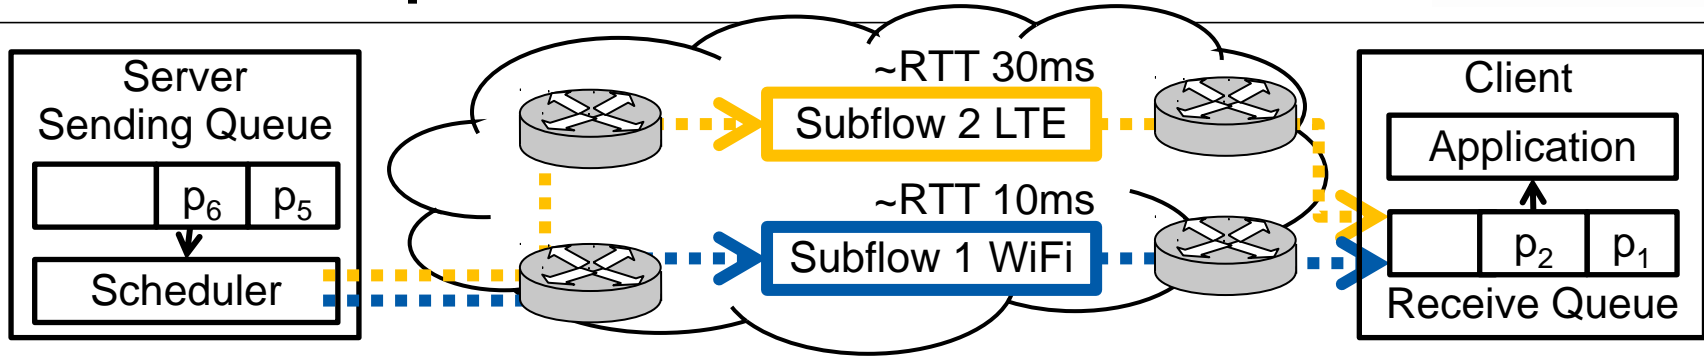 Server
Sending Queue
p6 p5
Scheduler
~RTT 30ms
Subflow 2 LTE
~RTT 10ms
Subflow 1 WiFi
Client
Application
p2 p1
Receive Queue